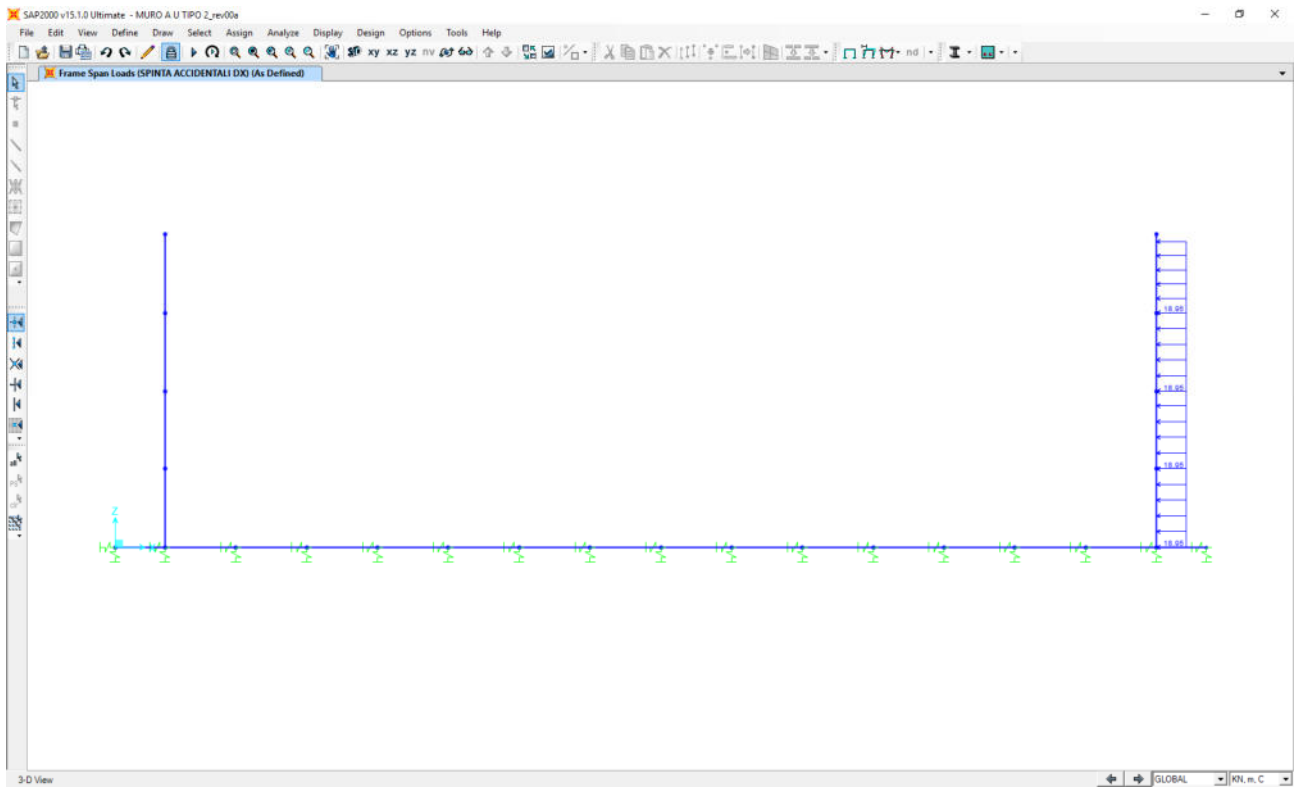 SAP2000 v15.1.0 Ultimate - MURO A U TIPO 2_rev00a
File Edit View Define Draw Select Assign Analyze Display Design Options Tools Help
xy xz yz nv nd
Frame Span Loads (SPINTA ACCIDENTALI DX) (As Defined)
18.95
18.95
18.95
Z
18.95
3-D View
GLOBAL
KN, m, C